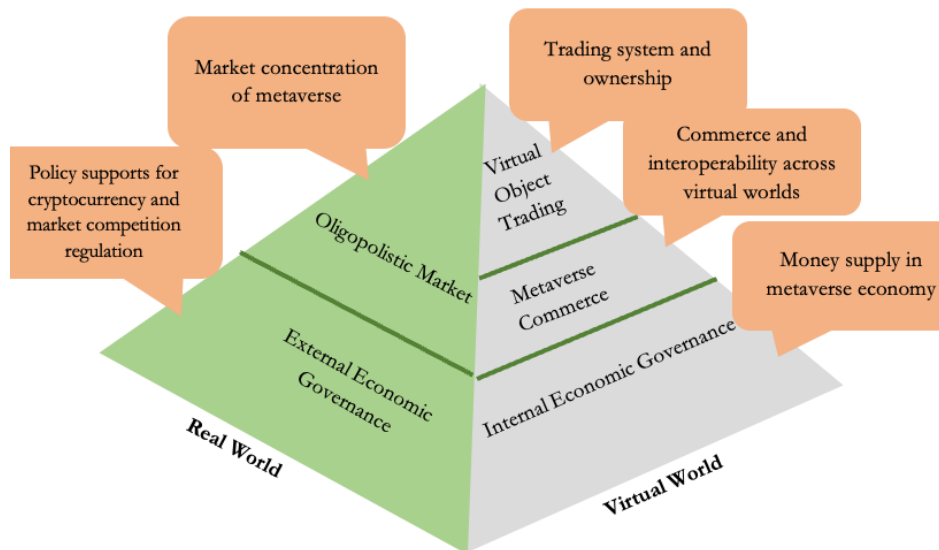 Market concentration
of metaverse
Trading system and
ownership
Policy supports for
cryptocurrency and
market competition
regulation
Commerce and
interoperability across
virtual worlds
Money supply in
metaverse economy
Oligopolistic Market
External Economic
Governance
Virtual
Object
Trading
Metaverse
Commerce
Internal Economic Governance
Real World
Virtual World